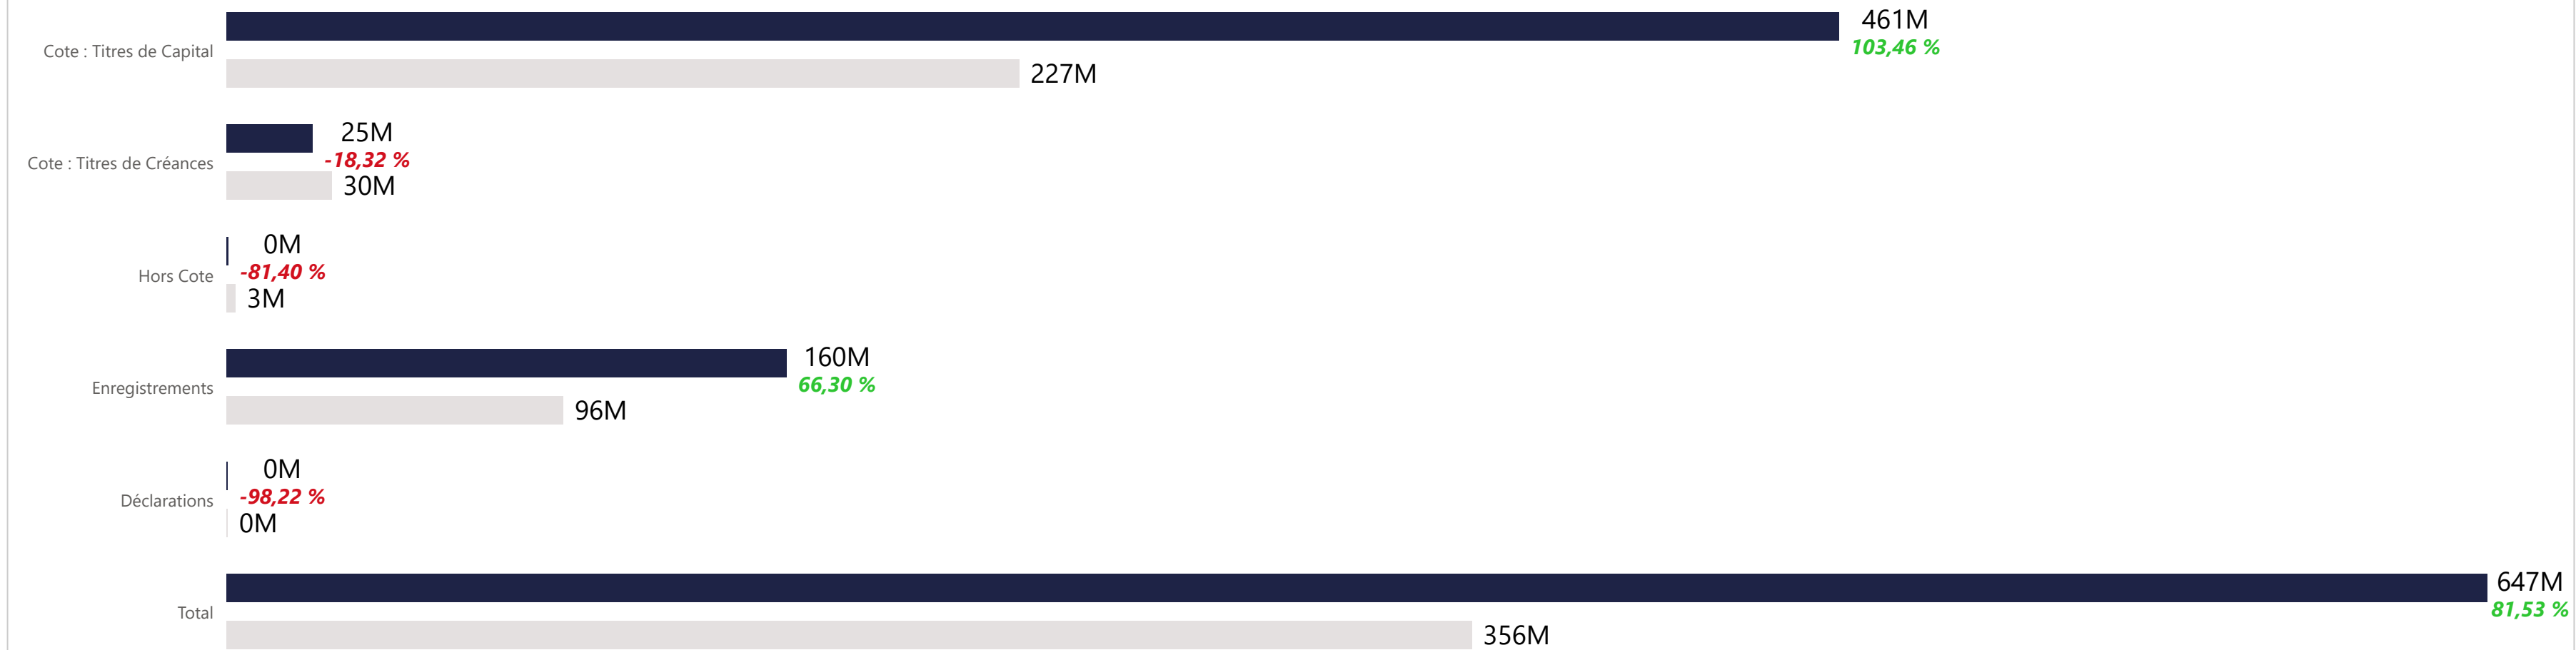 461M
103,46 %
Cote : Titres de Capital
227M
25M
-18,32 %
Cote : Titres de Créances
30M
0M
-81,40 %
Hors Cote
3M
160M
66,30 %
Enregistrements
96M
0M
-98,22 %
Déclarations
0M
647M
81,53 %
Total
356M